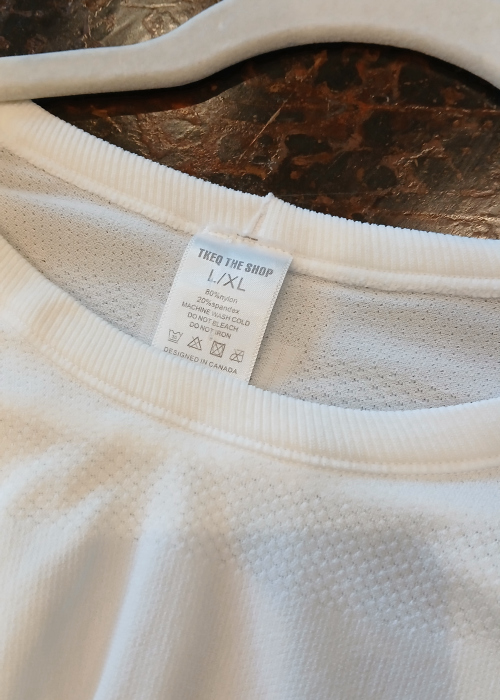 TKEQ THE SHOP
L/XL
80%nylon
20%spandex
MACHINE WASH COLD
DO NOT BLEACH
DO NOT IRON
DESIGNED IN CANADA